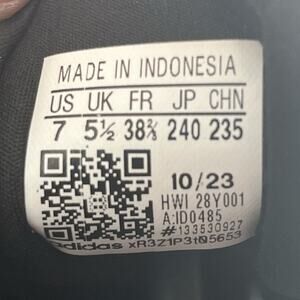 MADE IN INDONESIA
US UK FR JP CHN
7 5½ 38⅔ 240 235
10/23
HWI 28Y001
A:ID0485
#133530927
adidas xR3Z1P3t05653